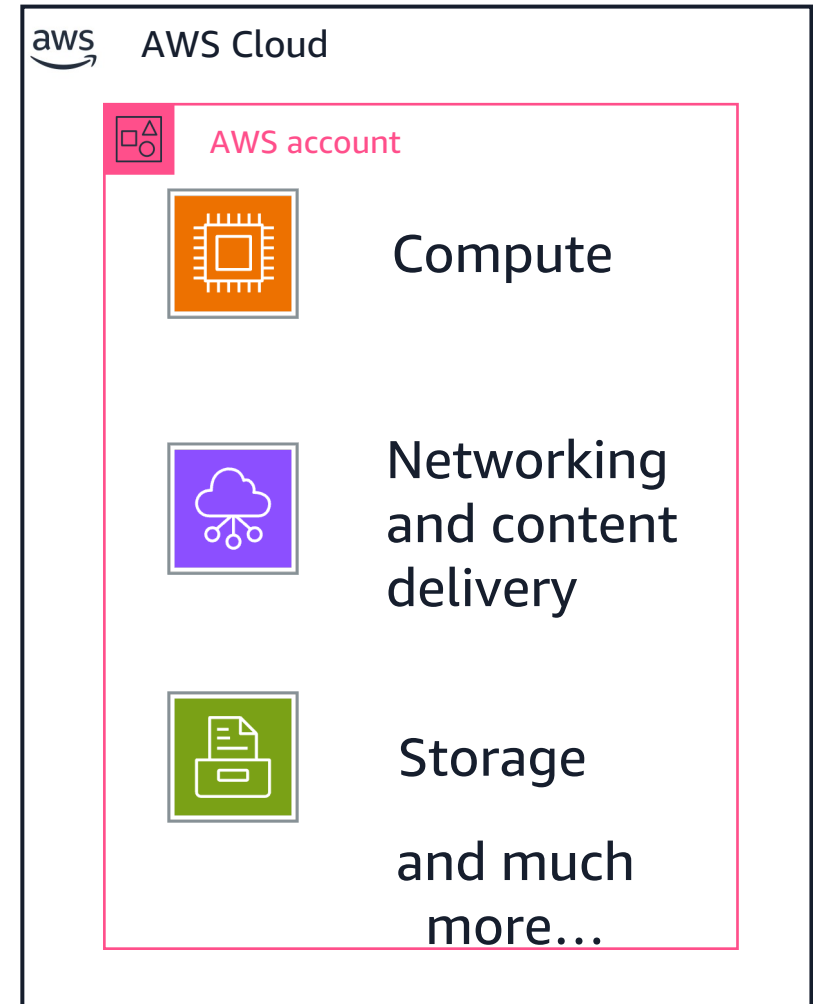 aws
AWS Cloud
AWS account
Compute
Networking
and content
delivery
Storage
and much
more...